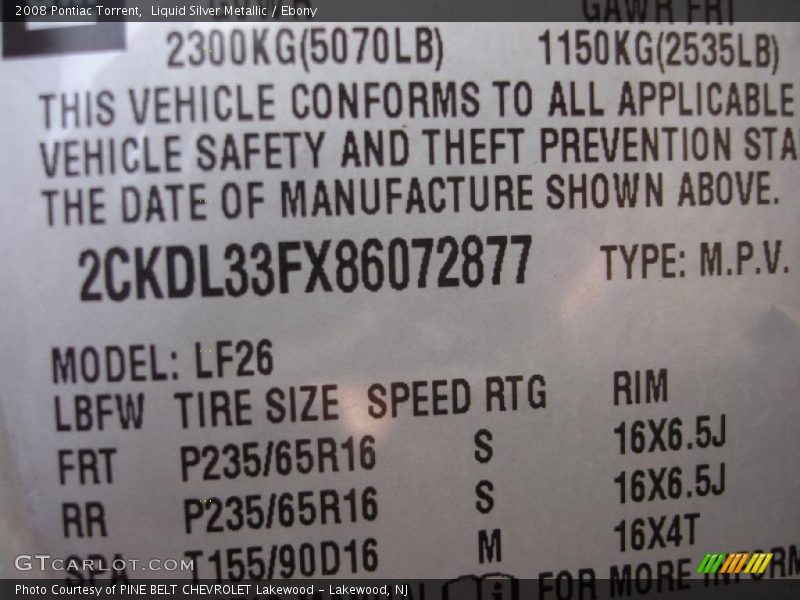 2008 Pontiac Torrent,  Liquid Silver Metallic / Ebony
GAWR FRT
2300KG(5070LB) 1150KG(2535LB)
THIS VEHICLE CONFORMS TO ALL APPLICABLE
VEHICLE SAFETY AND THEFT PREVENTION STA
THE DATE OF MANUFACTURE SHOWN ABOVE.
2CKDL33FX86072877 TYPE: M.P.V.
MODEL: LF26
LBFW TIRE SIZE SPEED RTG RIM
FRT P235/65R16 S 16X6.5J
RR P235/65R16 S 16X6.5J
SPA T155/90D16 M 16X4T
GTCARLOT.COM
FOR MORE INFORM
Photo Courtesy of PINE BELT CHEVROLET Lakewood – Lakewood, NJ